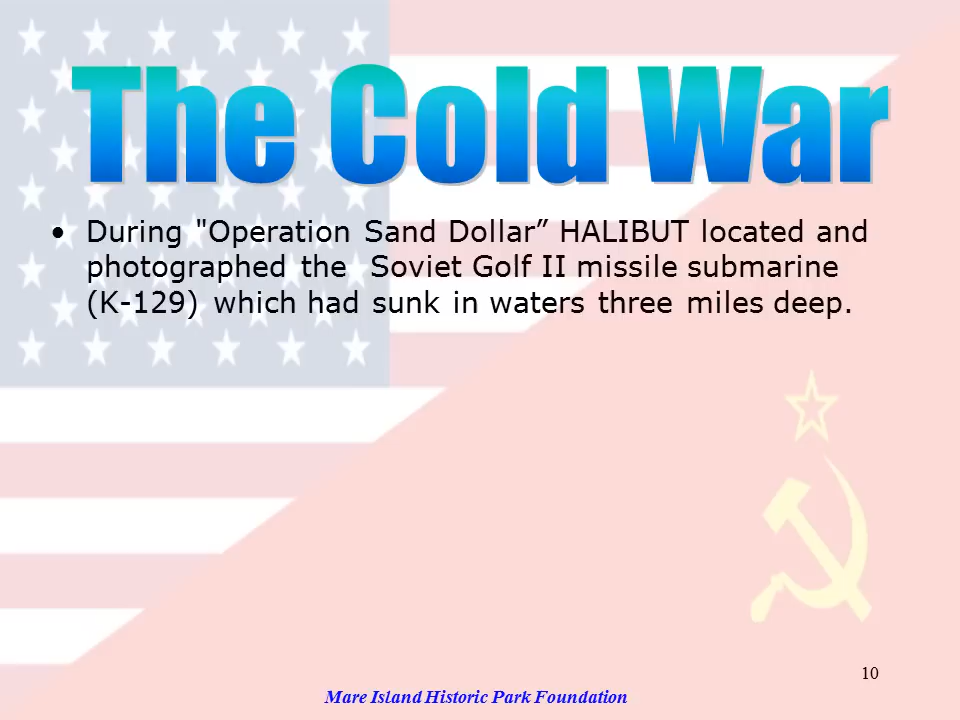 The Cold War
• During "Operation Sand Dollar” HALIBUT located and
photographed the  Soviet Golf II missile submarine
(K-129) which had sunk in waters three miles deep.
10
Mare Island Historic Park Foundation